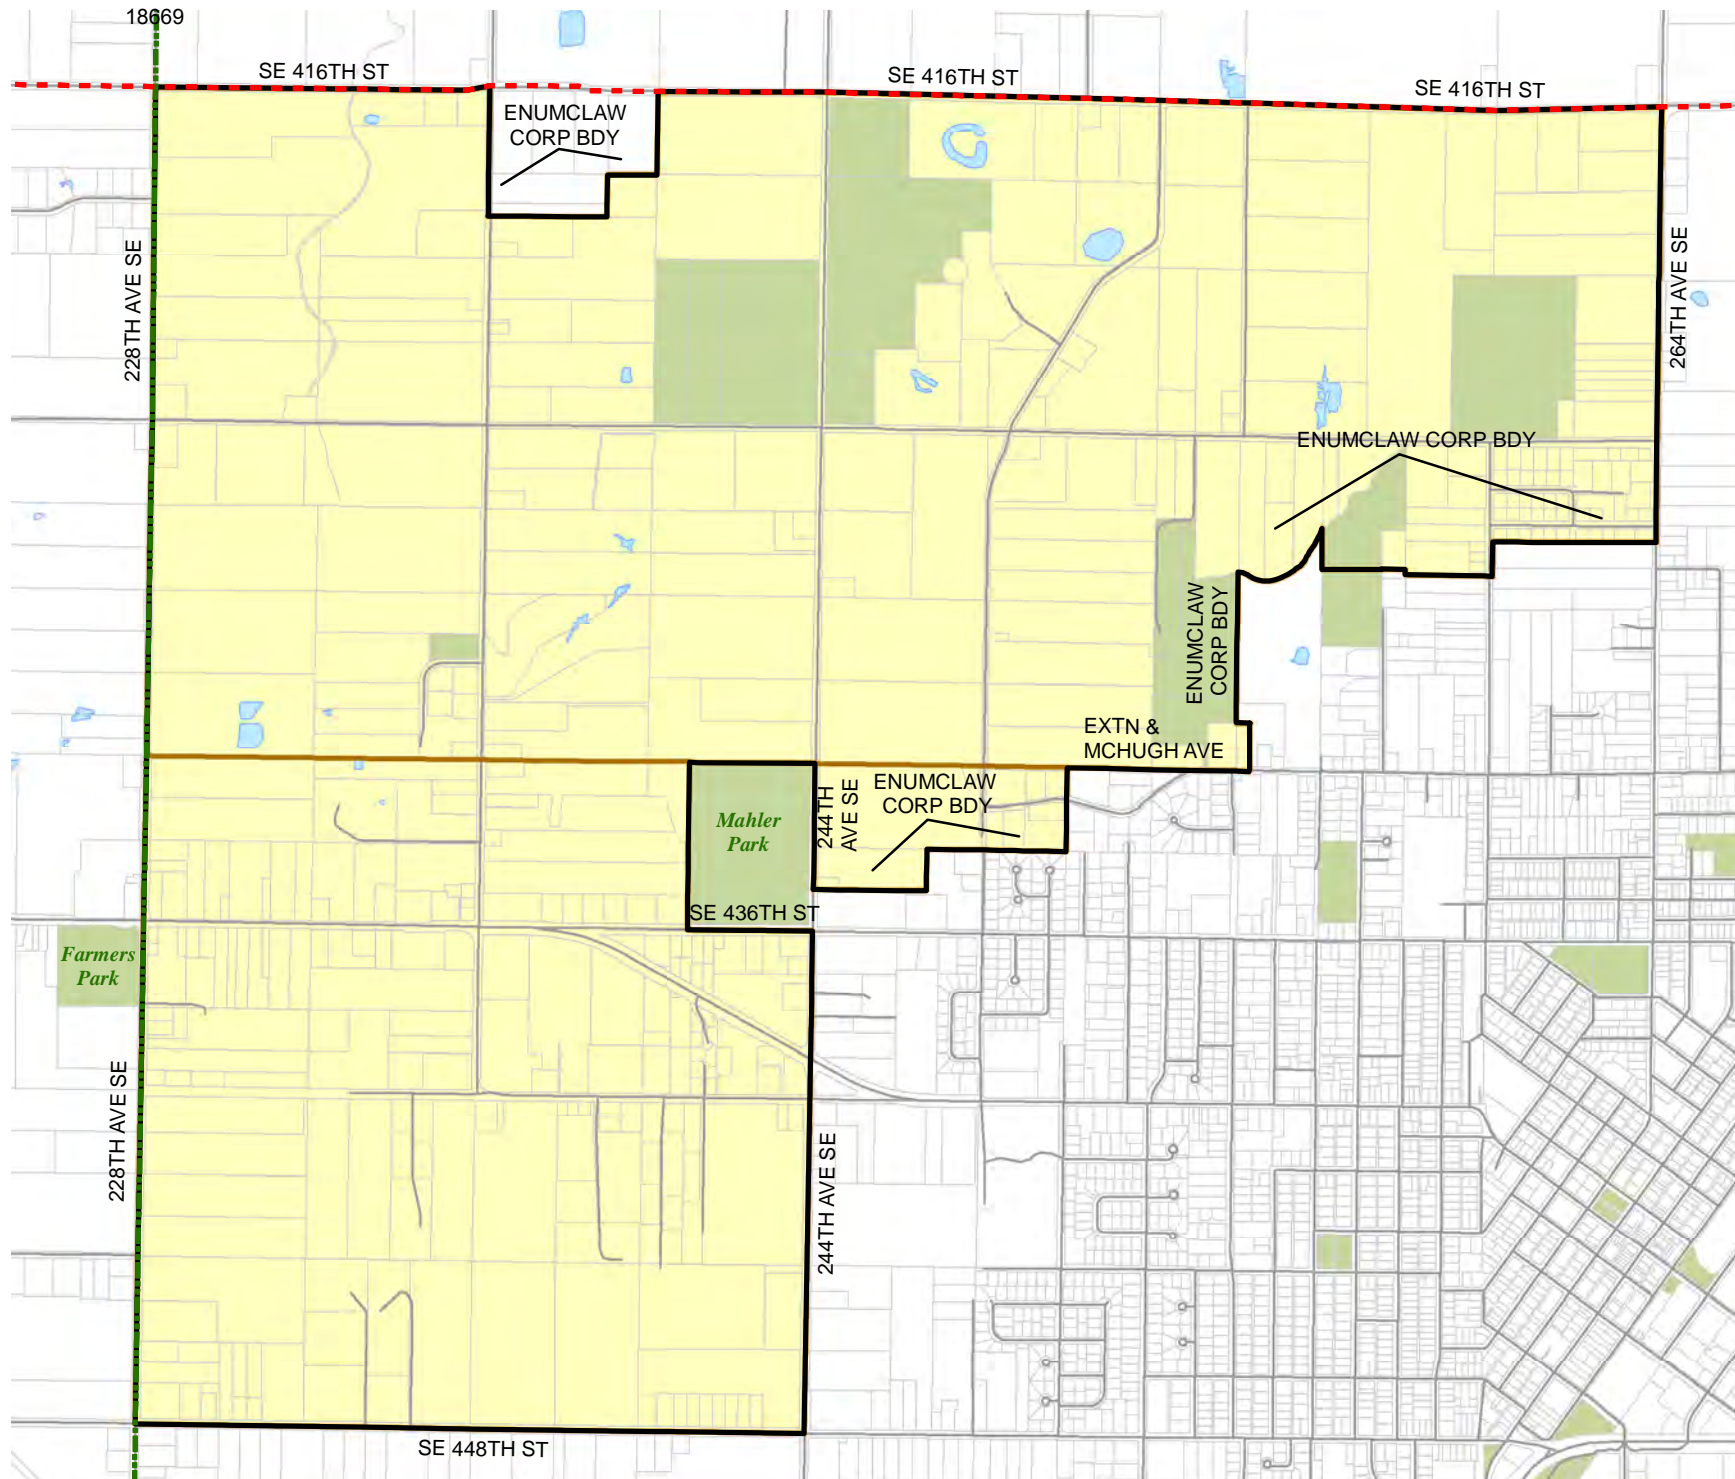 18669
SE 416TH ST
SE 416TH ST
SE 416TH ST
ENUMCLAW
CORP BDY
228TH AVE SE
264TH AVE SE
ENUMCLAW CORP BDY
ENUMCLAW
CORP BDY
EXTN &
MCHUGH AVE
ENUMCLAW
CORP BDY
244TH
AVE SE
Mahler
Park
SE 436TH ST
Farmers
Park
228TH AVE SE
244TH AVE SE
SE 448TH ST